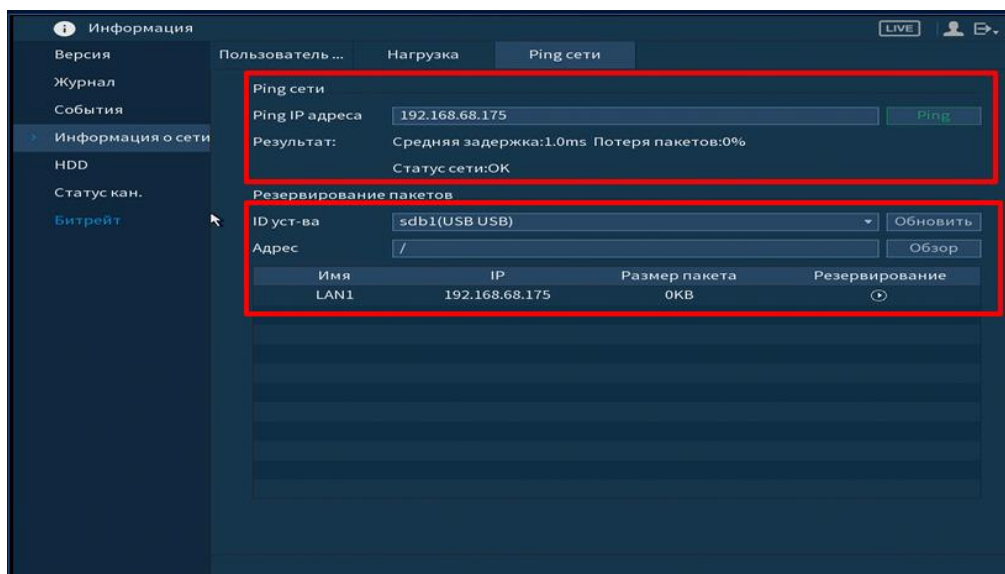 Информация LIVE
Версия
Журнал
События
Информация о сети
HDD
Статус кан.
Битрейт
Пользователь ... Нагрузка Ping сети
Ping сети
Ping IP адреса 192.168.68.175 Ping
Результат: Средняя задержка:1.0ms Потеря пакетов:0%
Статус сети:OK
Резервирование пакетов
ID уст-ва sdb1(USB USB) Обновить
Адрес / Обзор
Имя IP Размер пакета Резервирование
LAN1 192.168.68.175 0KB